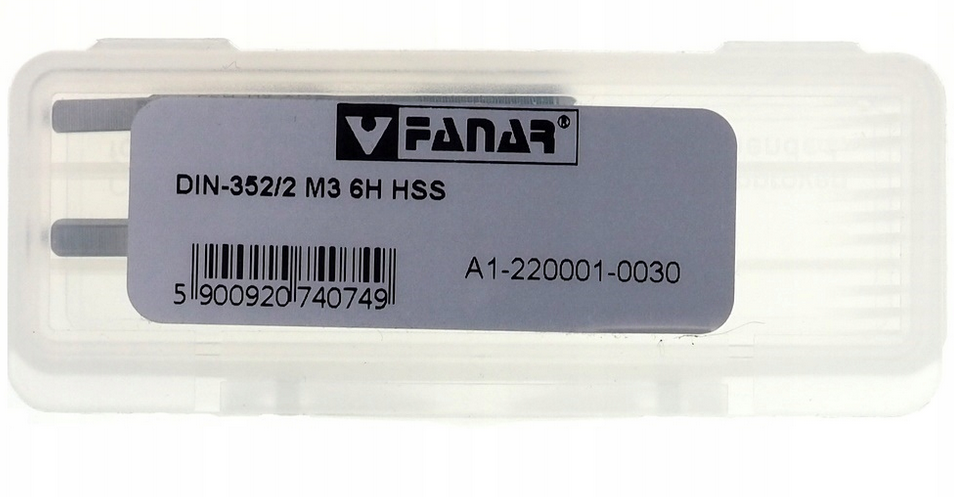 FANAR®
DIN-352/2 M3 6H HSS
A1-220001-0030
5 900920 740749